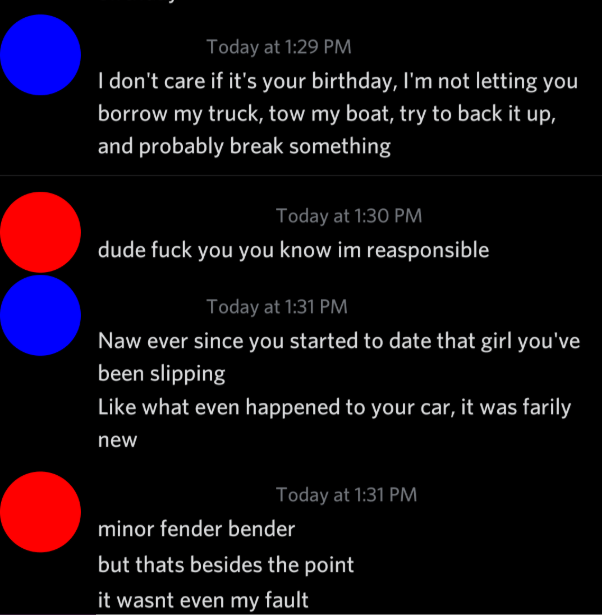 Today at 1:29 PM
I don't care if it's your birthday, I'm not letting you
borrow my truck, tow my boat, try to back it up,
and probably break something
Today at 1:30 PM
dude fuck you you know im reasponsible
Today at 1:31 PM
Naw ever since you started to date that girl you've
been slipping
Like what even happened to your car, it was farily
new
Today at 1:31 PM
minor fender bender
but thats besides the point
it wasnt even my fault